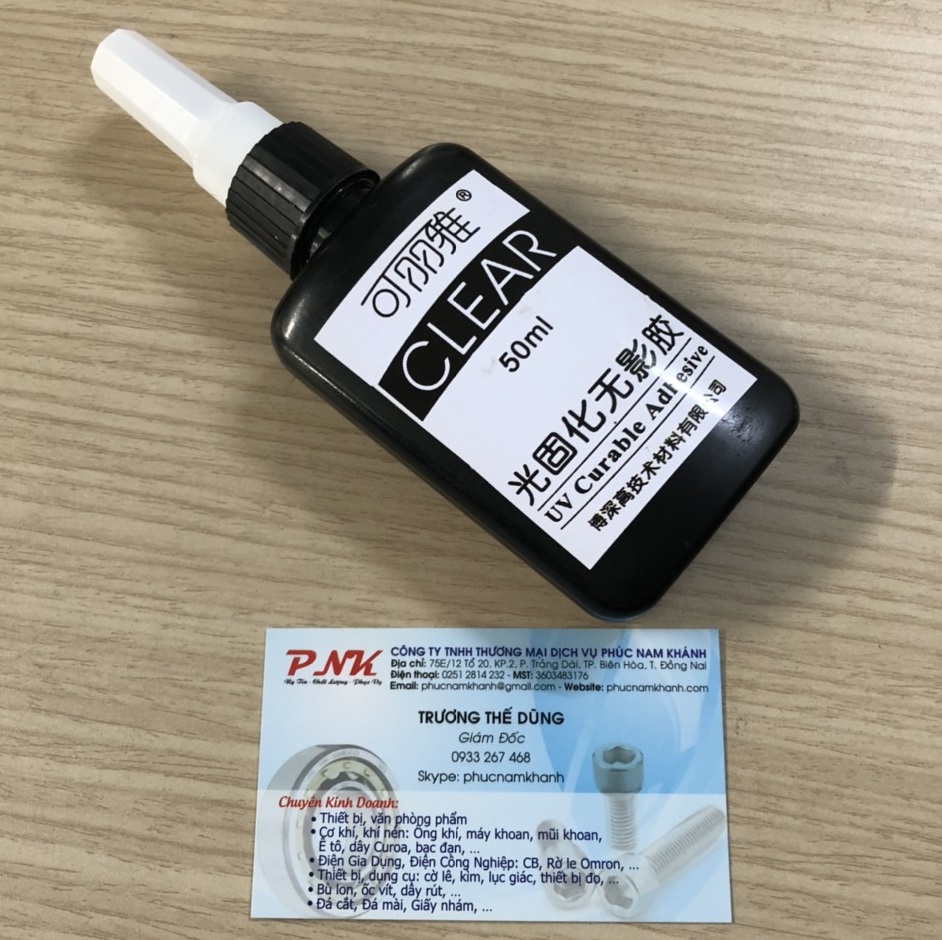 可丽雅®
CLEAR
50ml
光固化无影胶
UV Curable Adhesive
博深高技术材料有限公司
PNK
Uy Tín - Chất Lượng - Phục Vụ
CÔNG TY TNHH THƯƠNG MẠI DỊCH VỤ PHÚC NAM KHÁNH
Địa chỉ: 75E/12 Tổ 20, KP.2, P. Trảng Dài, TP. Biên Hòa, T. Đồng Nai
Điện thoại: 0251 2814 232 - MST: 3603483176
Email: phucnamkhanh@gmail.com - Website: phucnamkhanh.com
TRƯƠNG THẾ DŨNG
Giám Đốc
0933 267 468
Skype: phucnamkhanh
Chuyên Kinh Doanh:
• Thiết bị, văn phòng phẩm
• Cơ khí, khí nén: Ống khí, máy khoan, mũi khoan,
Ê tô, dây Curoa, bạc đạn, ...
• Điện Gia Dụng, Điện Công Nghiệp: CB, Rờ le Omron, ...
• Thiết bị, dụng cụ: cờ lê, kìm, lục giác, thiết bị đo, ...
• Bù lon, ốc vít, dây rút, ...
• Đá cắt, Đá mài, Giấy nhám, ...